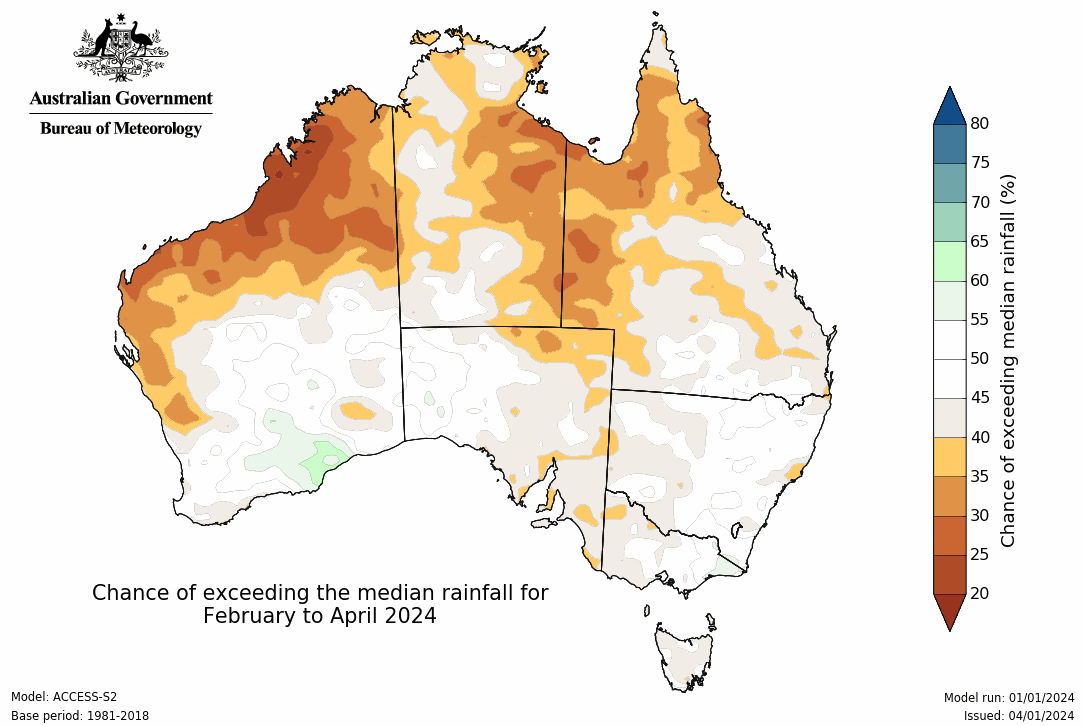 Australian Government
Bureau of Meteorology
80
75
70
65
60
55
50
45
40
35
30
25
20
Chance of exceeding median rainfall (%)
Chance of exceeding the median rainfall for
February to April 2024
Model: ACCESS-S2
Base period: 1981-2018
Model run: 01/01/2024
Issued: 04/01/2024